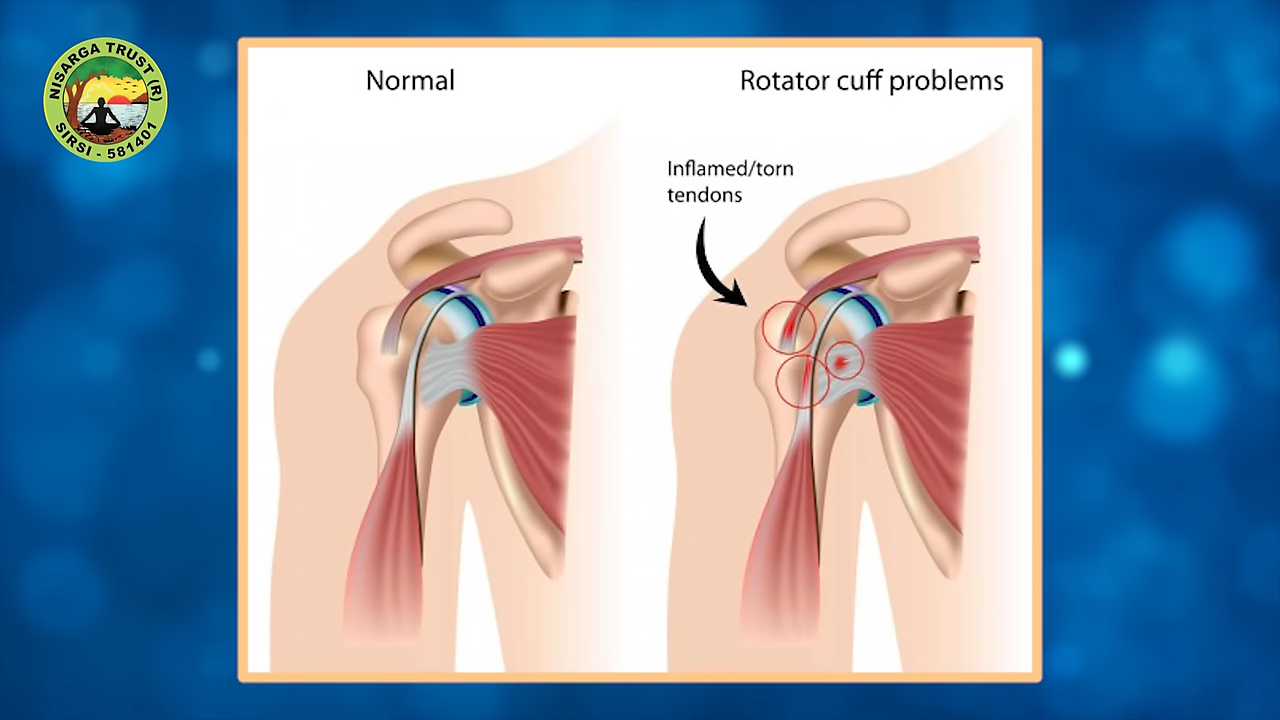 NISARGA TRUST (R)
SIRSI - 581401
Normal
Rotator cuff problems
Inflamed/torn
tendons